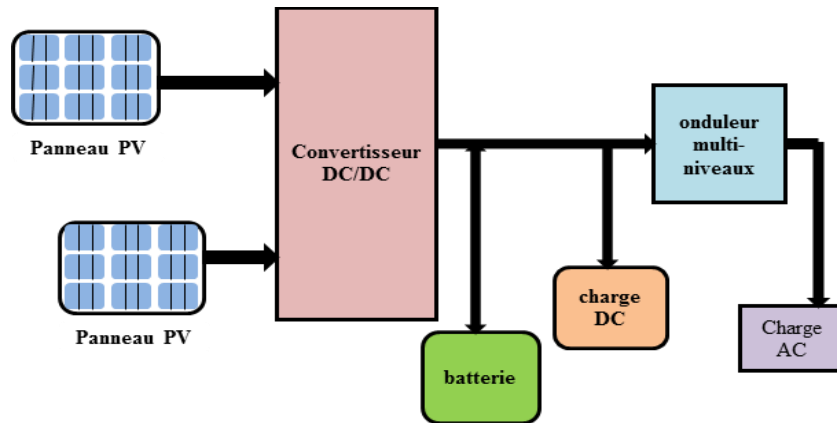 Panneau PV
Panneau PV
Convertisseur
DC/DC
onduleur
multi-
niveaux
charge
DC
batterie
Charge
AC